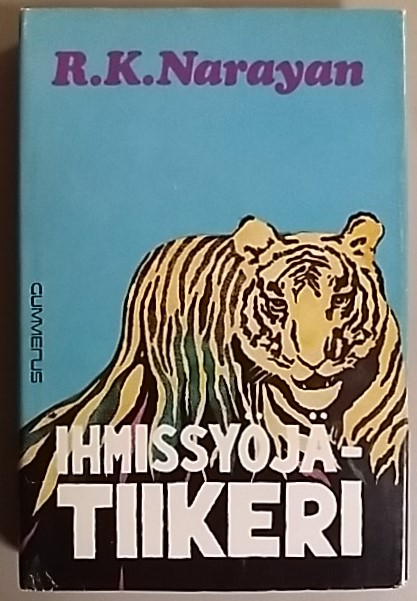 R.K.Narayan
GUMMERUS
IHMISSYÖJÄ-
TIIKERI